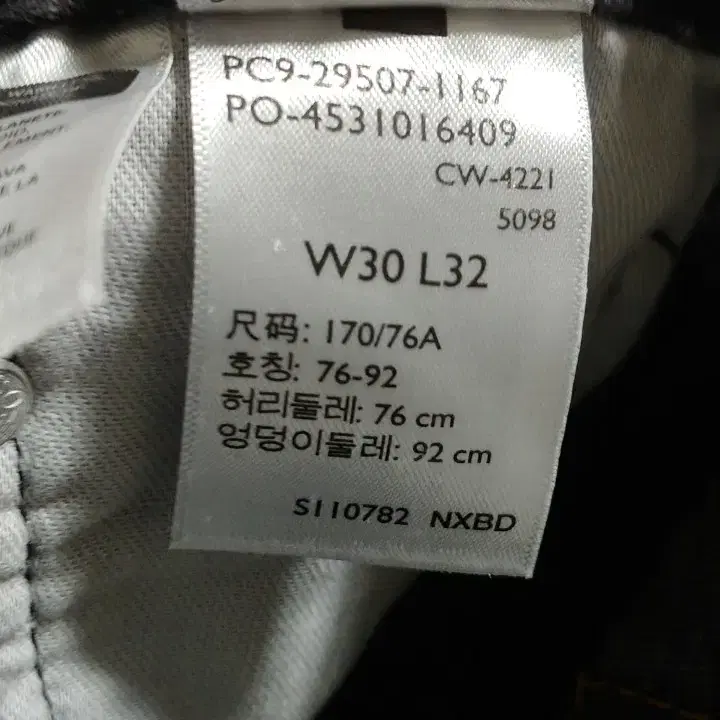 PC9-29507-1167
PO-4531016409
CW-4221
5098
W30 L32
尺码: 170/76A
호칭: 76-92
허리둘레: 76 cm
엉덩이둘레: 92 cm
S110782 NXBD